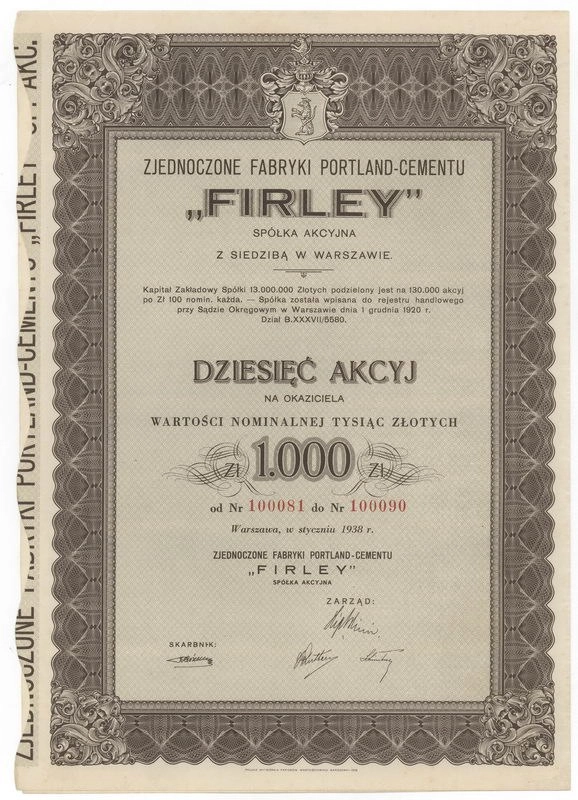 ZJEDNOCZONE FABRYKI PORTLAND-CEMENTU
„FIRLEY”
SPÓŁKA AKCYJNA
Z SIEDZIBĄ W WARSZAWIE.
Kapitał Zakładowy Spółki 13.000.000 Złotych podzielony jest na 130.000 akcyj
po Zł 100 nomin. każda. — Spółka została wpisana do rejestru handlowego
przy Sądzie Okręgowym w Warszawie dnia 1 grudnia 1920 r.
Dział B.XXXVII/5580.
DZIESIĘĆ AKCYJ
NA OKAZICIELA
WARTOŚCI NOMINALNEJ TYSIĄC ZŁOTYCH
Zł 1.000 Zł
od Nr 100081 do Nr 100090
Warszawa, w styczniu 1938 r.
ZJEDNOCZONE FABRYKI PORTLAND-CEMENTU
„FIRLEY”
SPÓŁKA AKCYJNA
ZARZĄD:
SKARBNIK:
ZJEDNOCZONE FABRYKI PORTLAND-CEMENTU „FIRLEY” SPÓŁ. AKC.